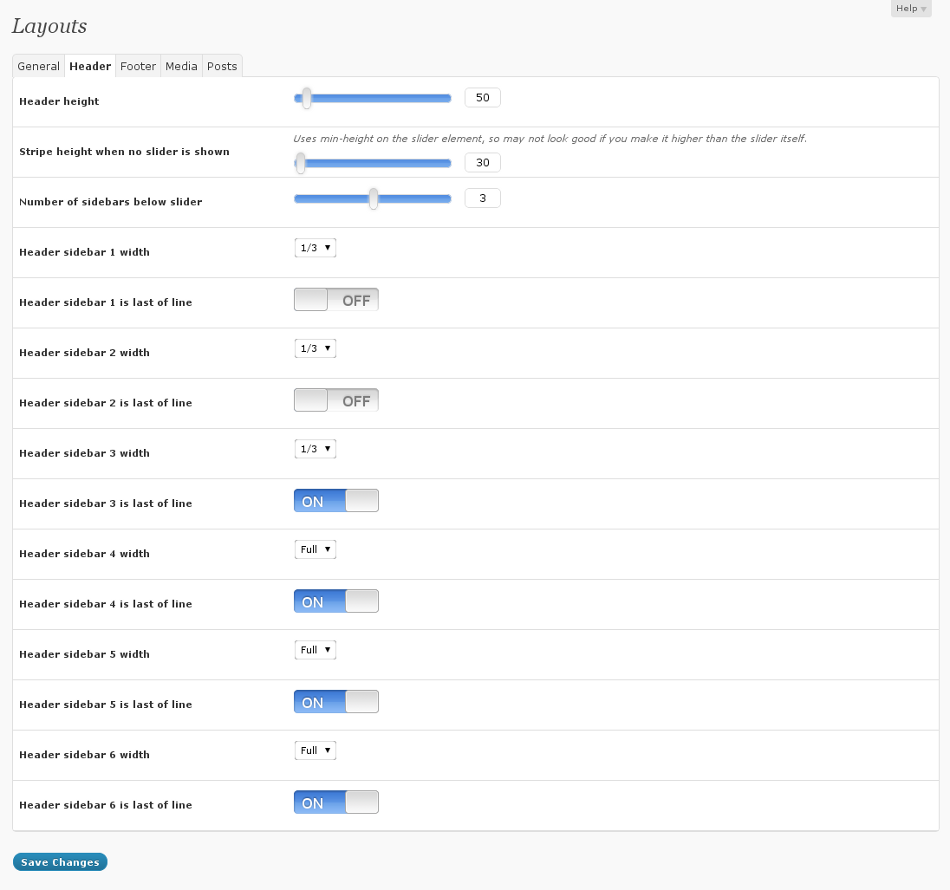 Help
Layouts
General Header Footer Media Posts
Header height 50
Uses min-height on the slider element, so may not look good if you make it higher than the slider itself.
Stripe height when no slider is shown 30
Number of sidebars below slider 3
Header sidebar 1 width 1/3
Header sidebar 1 is last of line OFF
Header sidebar 2 width 1/3
Header sidebar 2 is last of line OFF
Header sidebar 3 width 1/3
Header sidebar 3 is last of line ON
Header sidebar 4 width Full
Header sidebar 4 is last of line ON
Header sidebar 5 width Full
Header sidebar 5 is last of line ON
Header sidebar 6 width Full
Header sidebar 6 is last of line ON
Save Changes